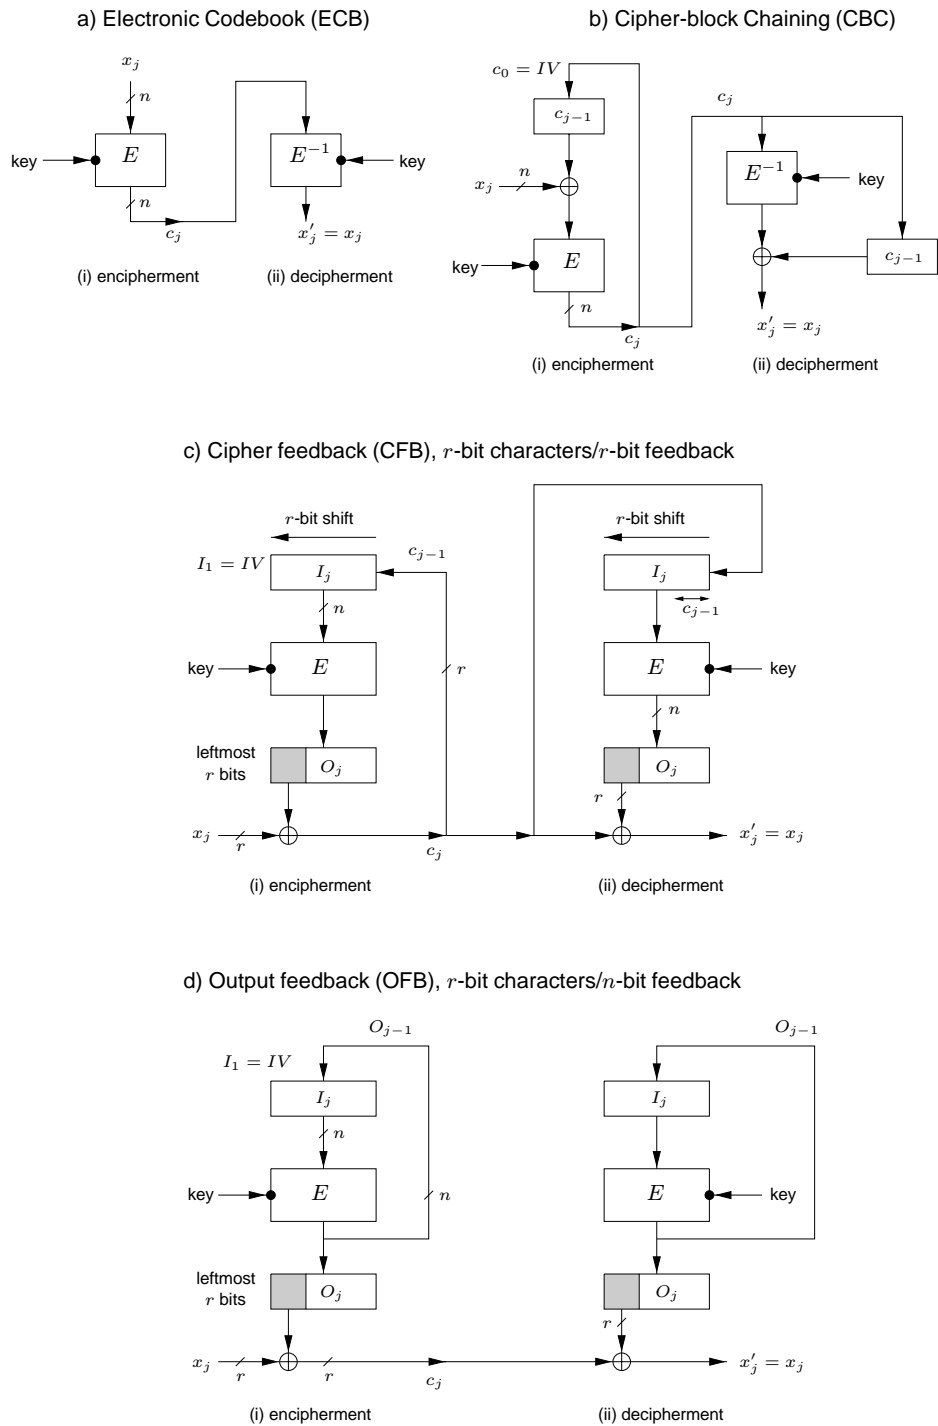 a) Electronic Codebook (ECB)
x_j
n
key
E
n
c_j
E^{-1}
key
x'_j = x_j
(i) encipherment
(ii) decipherment
b) Cipher-block Chaining (CBC)
c_0 = IV
c_{j-1}
x_j
n
key
E
n
c_j
(i) encipherment
c_j
E^{-1}
key
c_{j-1}
x'_j = x_j
(ii) decipherment
c) Cipher feedback (CFB), r-bit characters/r-bit feedback
r-bit shift
I_1 = IV
I_j
c_{j-1}
n
key
E
r
leftmost
r bits
O_j
x_j
r
c_j
(i) encipherment
r-bit shift
I_j
c_{j-1}
E
key
n
O_j
r
x'_j = x_j
(ii) decipherment
d) Output feedback (OFB), r-bit characters/n-bit feedback
O_{j-1}
I_1 = IV
I_j
n
key
E
n
leftmost
r bits
O_j
x_j
r
r
c_j
(i) encipherment
O_{j-1}
I_j
E
key
O_j
r
x'_j = x_j
(ii) decipherment